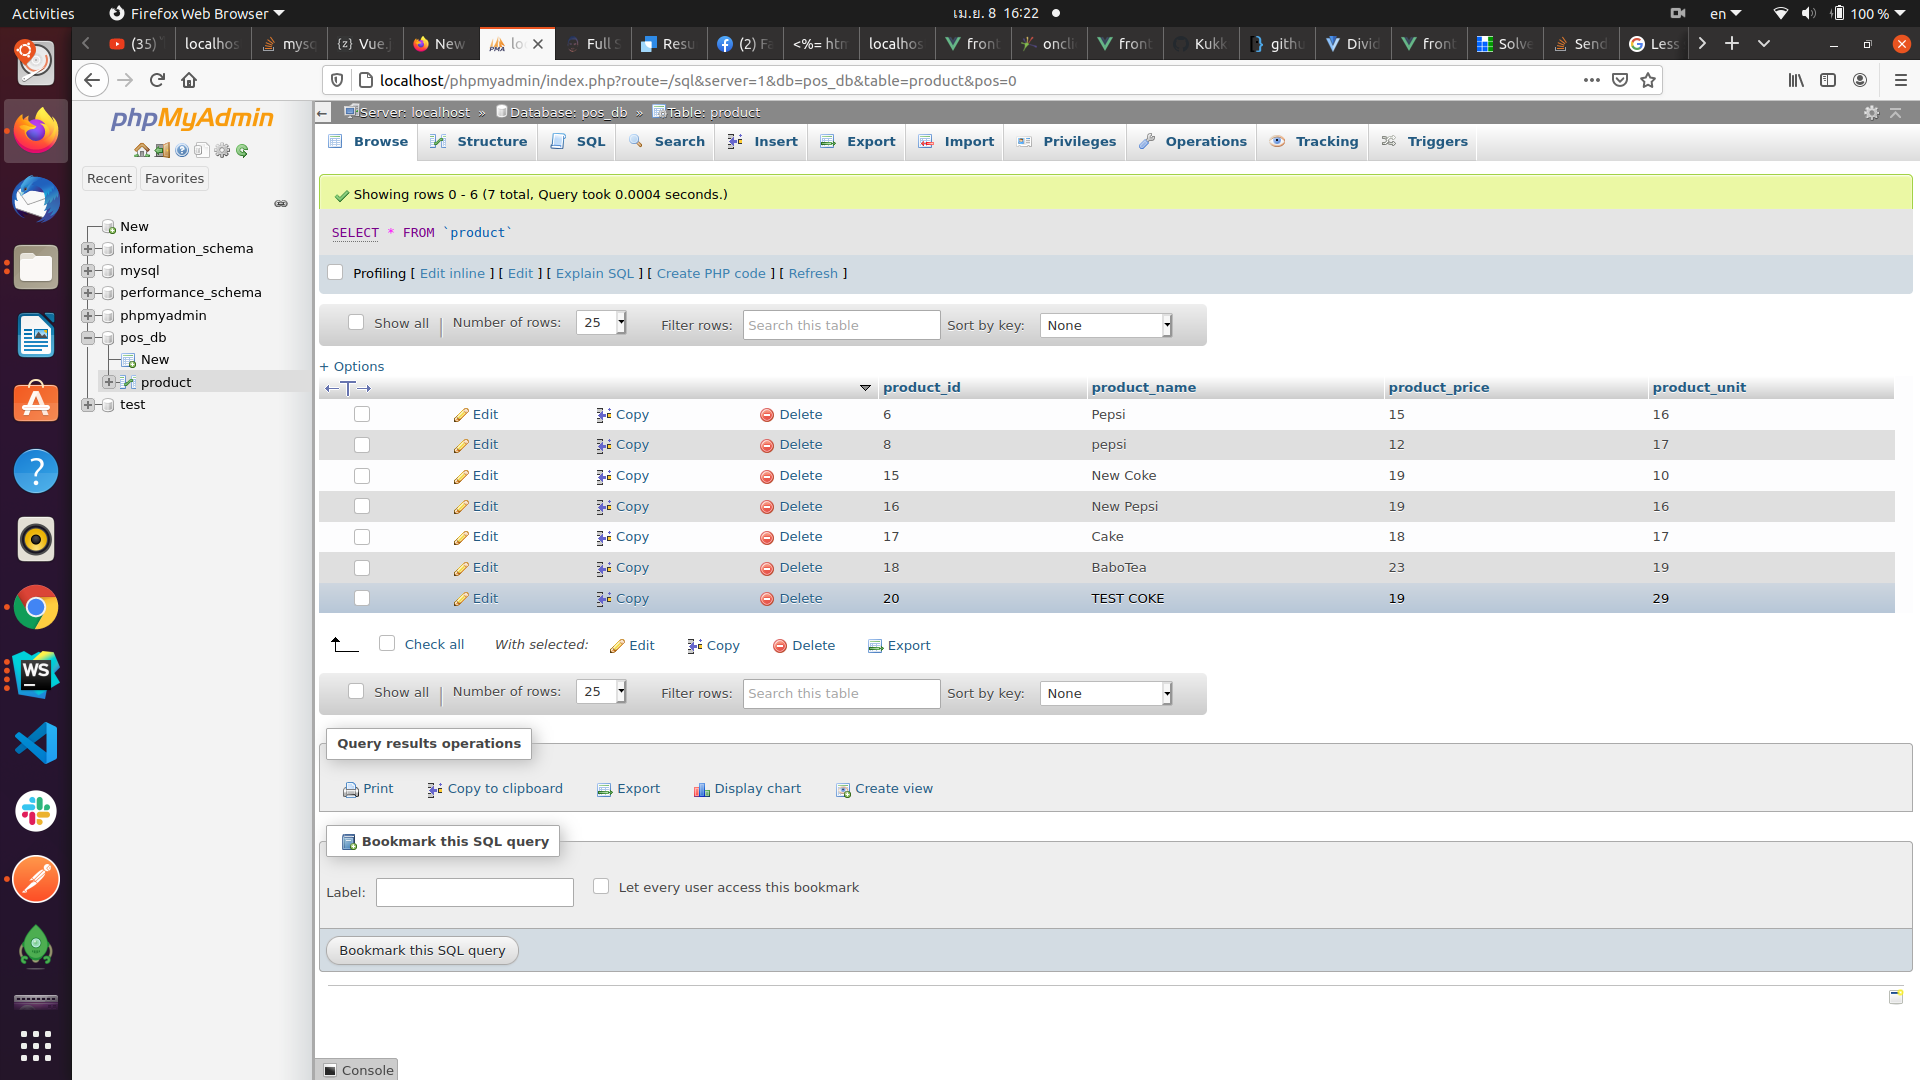 Activities Firefox Web Browser เม.ย. 8 16:22 en 100 %
(35) localhos mysq Vue.j New lo Full S Resu (2) Fa <%= htm localhos front oncli front Kukk githu Divid front Solve Send Less
localhost/phpmyadmin/index.php?route=/sql&server=1&db=pos_db&table=product&pos=0
phpMyAdmin
Recent Favorites
New
information_schema
mysql
performance_schema
phpmyadmin
pos_db
New
product
test
Server: localhost » Database: pos_db » Table: product
Browse Structure SQL Search Insert Export Import Privileges Operations Tracking Triggers
Showing rows 0 - 6 (7 total, Query took 0.0004 seconds.)
SELECT * FROM `product`
Profiling [ Edit inline ] [ Edit ] [ Explain SQL ] [ Create PHP code ] [ Refresh ]
Show all Number of rows: 25 Filter rows: Search this table Sort by key: None
+ Options
product_id product_name product_price product_unit
Edit Copy Delete 6 Pepsi 15 16
Edit Copy Delete 8 pepsi 12 17
Edit Copy Delete 15 New Coke 19 10
Edit Copy Delete 16 New Pepsi 19 16
Edit Copy Delete 17 Cake 18 17
Edit Copy Delete 18 BaboTea 23 19
Edit Copy Delete 20 TEST COKE 19 29
Check all With selected: Edit Copy Delete Export
Show all Number of rows: 25 Filter rows: Search this table Sort by key: None
Query results operations
Print Copy to clipboard Export Display chart Create view
Bookmark this SQL query
Label: Let every user access this bookmark
Bookmark this SQL query
Console
WS